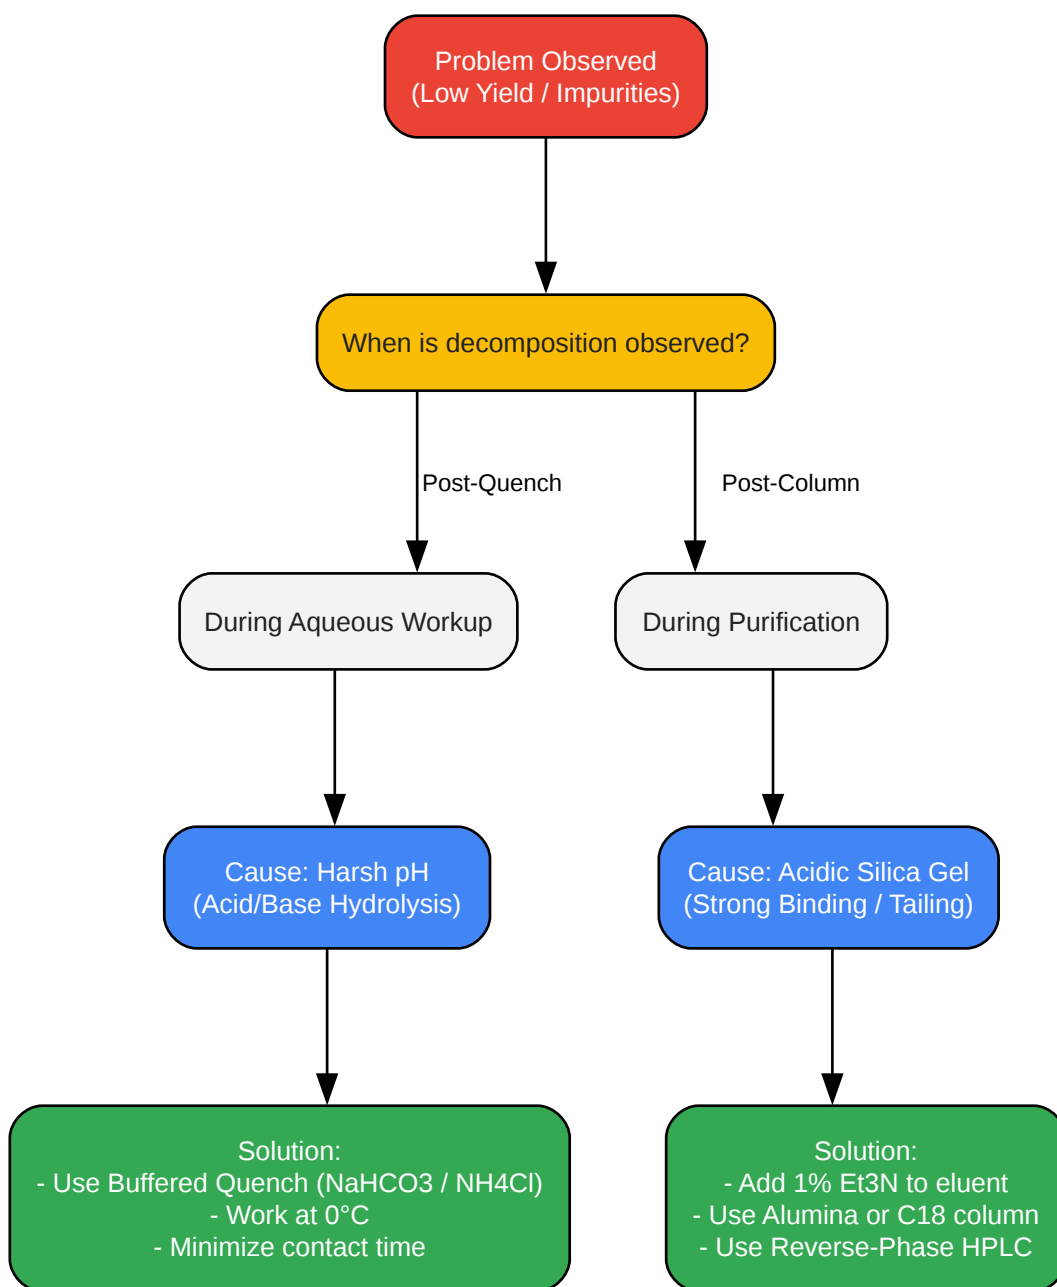 Problem Observed
(Low Yield / Impurities)
When is decomposition observed?
Post-Quench
Post-Column
During Aqueous Workup
During Purification
Cause: Harsh pH
(Acid/Base Hydrolysis)
Cause: Acidic Silica Gel
(Strong Binding / Tailing)
Solution:
- Use Buffered Quench (NaHCO3 / NH4Cl)
- Work at 0°C
- Minimize contact time
Solution:
- Add 1% Et3N to eluent
- Use Alumina or C18 column
- Use Reverse-Phase HPLC